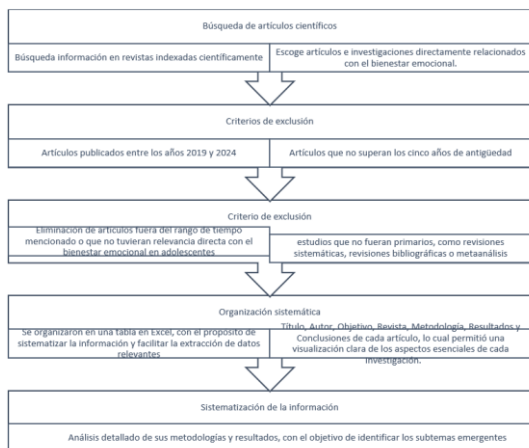 Búsqueda de artículos científicos
Búsqueda información en revistas indexadas científicamente
Escoge artículos e investigaciones directamente relacionados
con el bienestar emocional.
Criterios de exclusión
Artículos publicados entre los años 2019 y 2024
Artículos que no superan los cinco años de antigüedad
Criterio de exclusión
Eliminación de artículos fuera del rango de tiempo
mencionado o que no tuvieran relevancia directa con el
bienestar emocional en adolescentes
estudios que no fueran primarios, como revisiones
sistemáticas, revisiones bibliográficas o metaanálisis
Organización sistemática
Se organizaron en una tabla en Excel, con el propósito de
sistematizar la información y facilitar la extracción de datos
relevantes
Título, Autor, Objetivo, Revista, Metodología, Resultados y
Conclusiones de cada artículo, lo cual permitió una
visualización clara de los aspectos esenciales de cada
investigación.
Sistematización de la información
Análisis detallado de sus metodologías y resultados, con el objetivo de identificar los subtemas emergentes